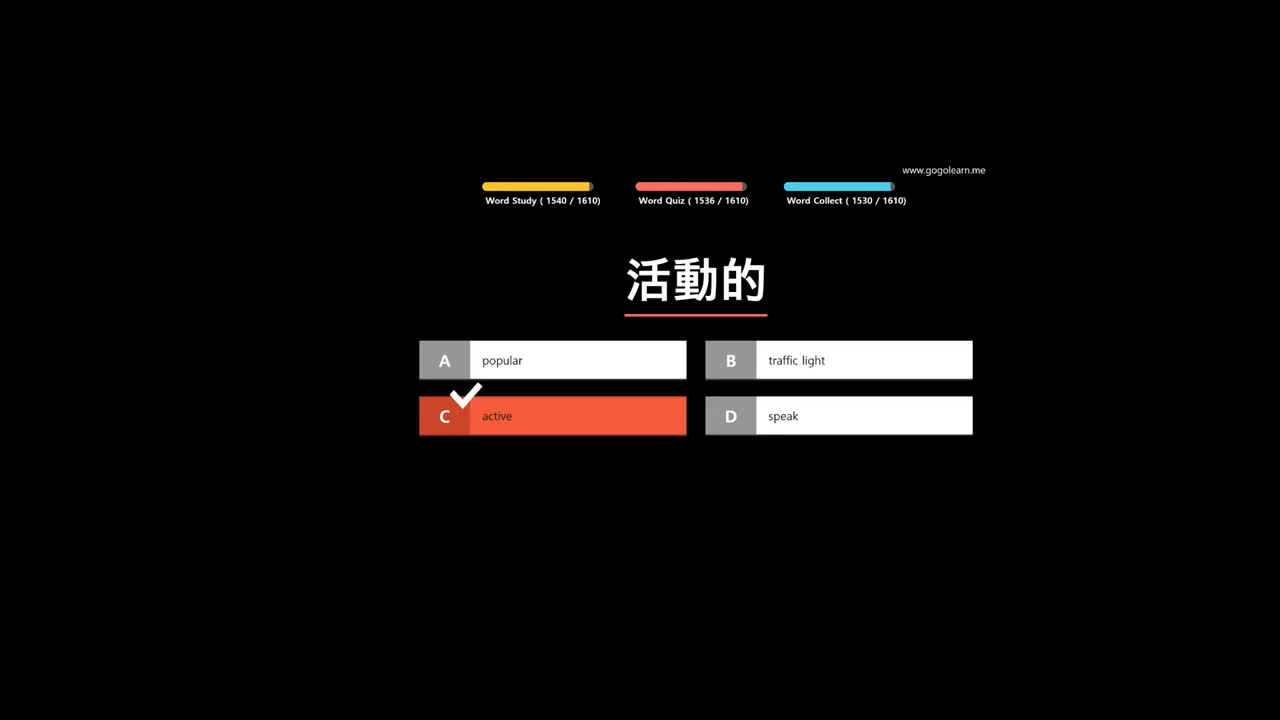 www.gogolearn.me
Word Study ( 1540 / 1610)
Word Quiz ( 1536 / 1610)
Word Collect ( 1530 / 1610)
活動的
A popular
B traffic light
C active
D speak